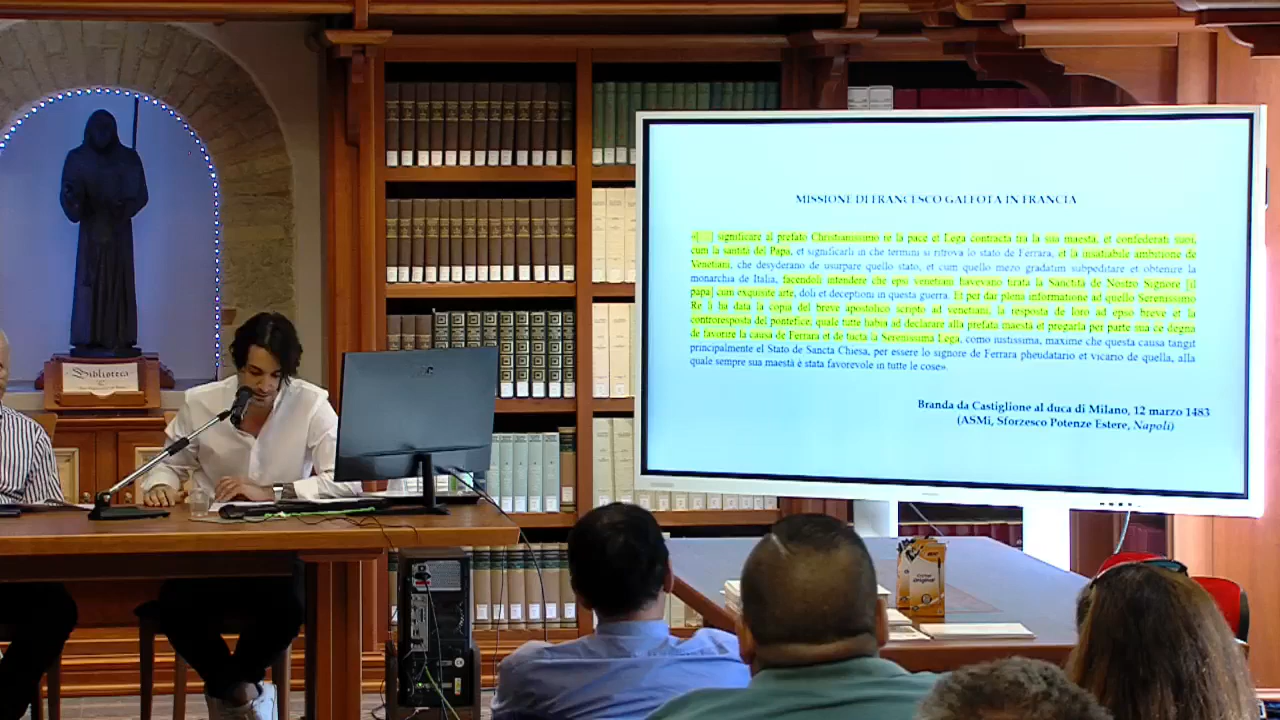 MISSIONE DI FRANCESCO GALEOTA IN FRANCIA
«[…] significare al prefato Christianissimo re la pace et Lega contracta tra la sua maestà, et confederati suoi,
cum la santità del Papa, et significarli in che termini si ritrova lo stato de Ferrara, et la insatiabile ambitione de
Venetiani, che desyderano de usurpare quello stato, et cum quello mezo gradatim subpeditare et obtenire la
monarchia de Italia, facendoli intendere che epsi venetiani havevano tirata la Sanctità de Nostro Signore [il
papa] cum exquisite arte, doli et deceptioni in questa guerra. Et per dar plena informatione ad quello Serenissimo
Re li ha data la copia del breve apostolico scripto ad venetiani, la resposta de loro ad epso breve et la
controresposta del pontefice, quale tutte habia ad declarare alla prefata maestà et pregarla per parte sua ce degna
de favorize la causa de Ferrara et de tucta la Serenissima Lega, como iustissima, maxime che questa causa tangit
principalmente el Stato de Sancta Chiesa, per essere lo signore de Ferrara pheudatario et vicario de quella, alla
quale sempre sua maestà è stata favorevole in tutte le cose».
Branda da Castiglione al duca di Milano, 12 marzo 1483
(ASMi, Sforzesco Potenze Estere, Napoli)
Biblioteca
BIC